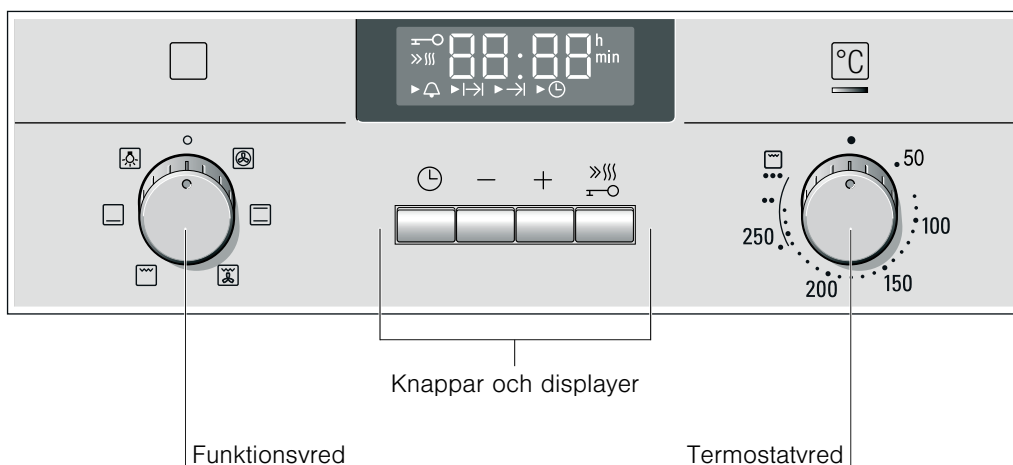 88:88 h
min
°C
50
100
150
200
250
Knappar och displayer
Funktionsvred
Termostatvred